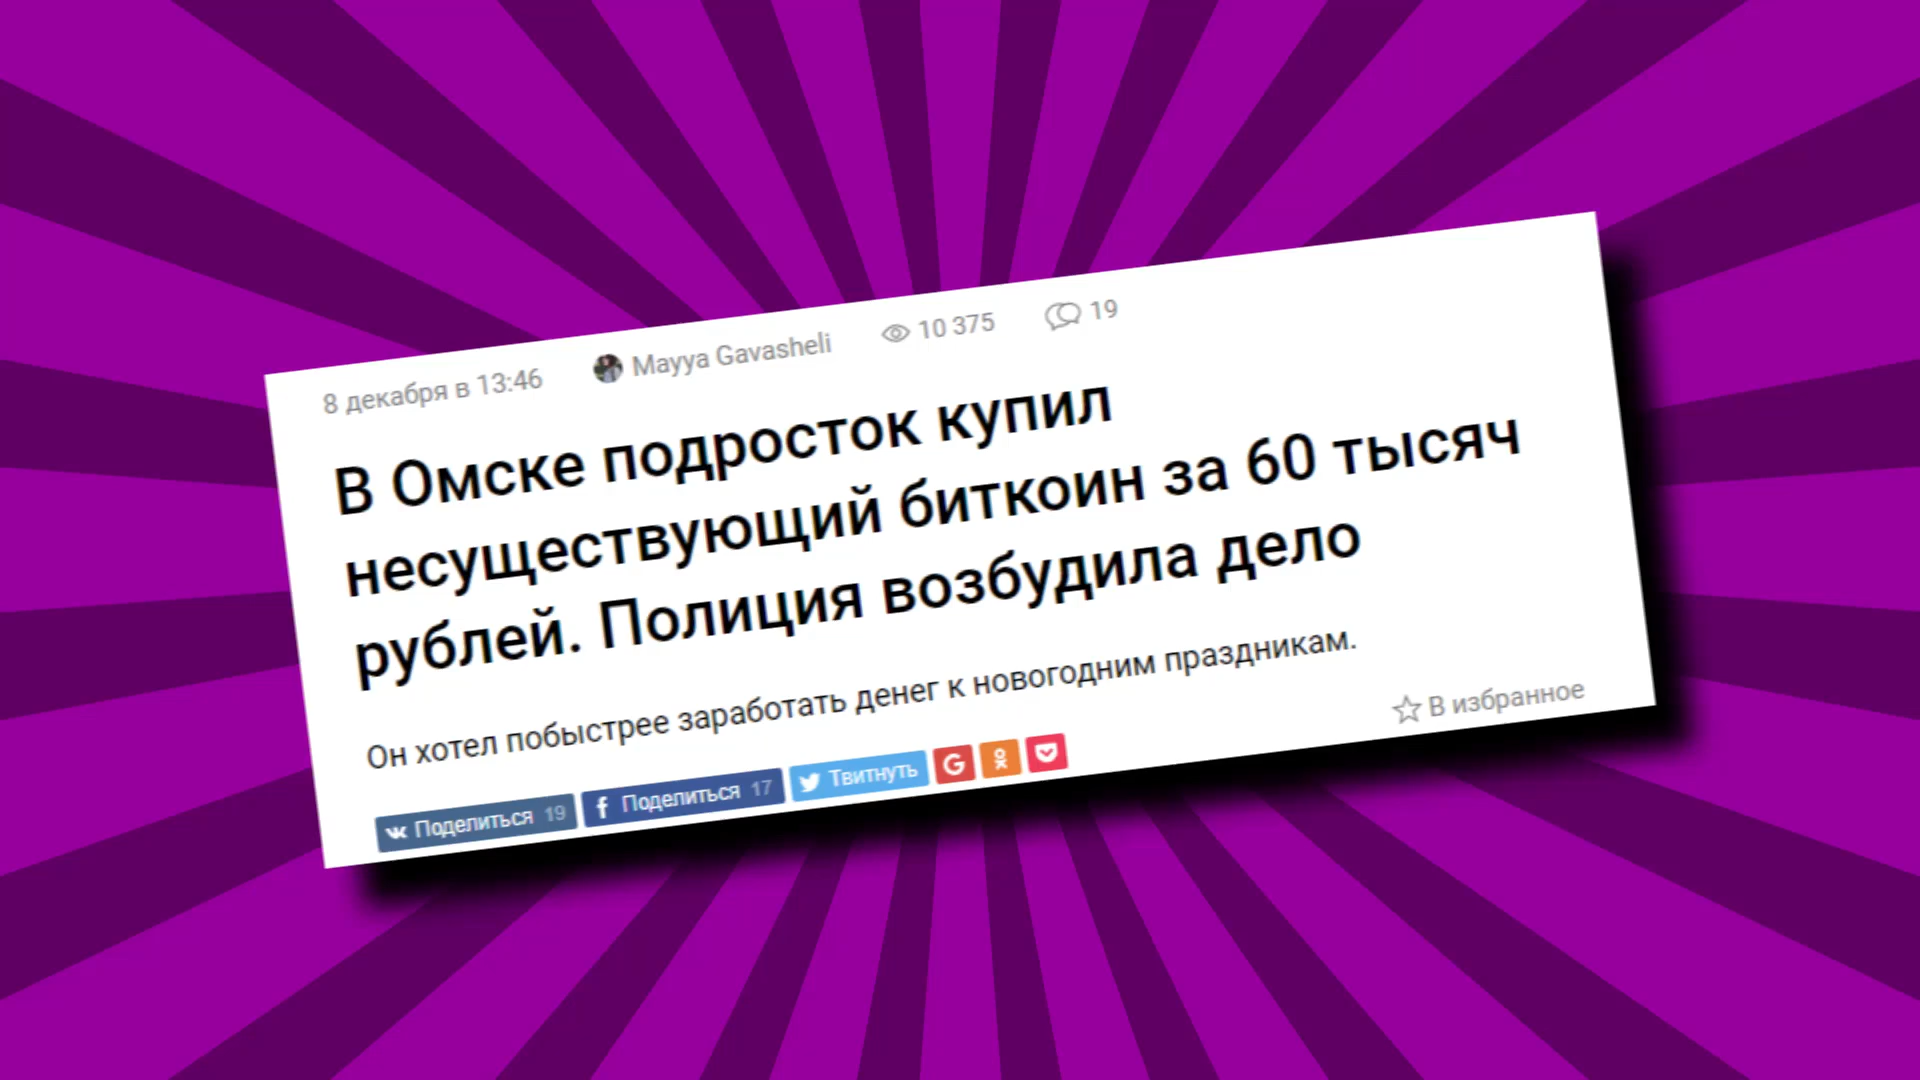 8 декабря в 13:46 Mayya Gavasheli 10 375 19
В Омске подросток купил
несуществующий биткоин за 60 тысяч
рублей. Полиция возбудила дело
Он хотел побыстрее заработать денег к новогодним праздникам.
В избранное
Поделиться 19 Поделиться 17 Твитнуть